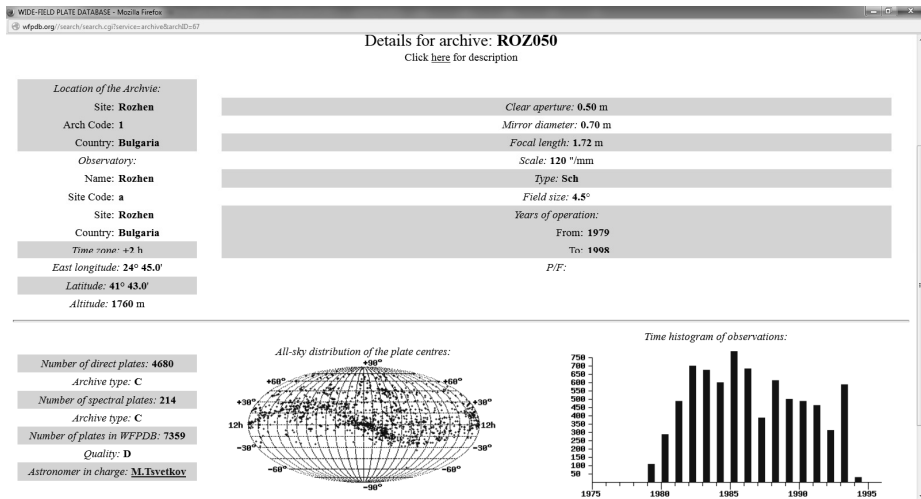 WIDE-FIELD PLATE DATABASE - Mozilla Firefox
wfpdb.org//search/search.cgi?service=archive&archID=67
Details for archive: ROZ050
Click here for description
Location of the Archvie:
Site: Rozhen
Arch Code: 1
Country: Bulgaria
Observatory:
Name: Rozhen
Site Code: a
Site: Rozhen
Country: Bulgaria
Time zone: +2 h
East longitude: 24° 45.0'
Latitude: 41° 43.0'
Altitude: 1760 m
Clear aperture: 0.50 m
Mirror diameter: 0.70 m
Focal length: 1.72 m
Scale: 120 "/mm
Type: Sch
Field size: 4.5°
Years of operation:
From: 1979
To: 1998
P/F:
Number of direct plates: 4680
Archive type: C
Number of spectral plates: 214
Archive type: C
Number of plates in WFPDB: 7359
Quality: D
Astronomer in charge: M.Tsvetkov
All-sky distribution of the plate centres:
+90°
+60° +60°
+30° +30°
12h 12h
-30° -30°
-60° -60°
-90°
Time histogram of observations:
750
700
650
600
550
500
450
400
350
300
250
200
150
100
50
1975 1980 1985 1990 1995